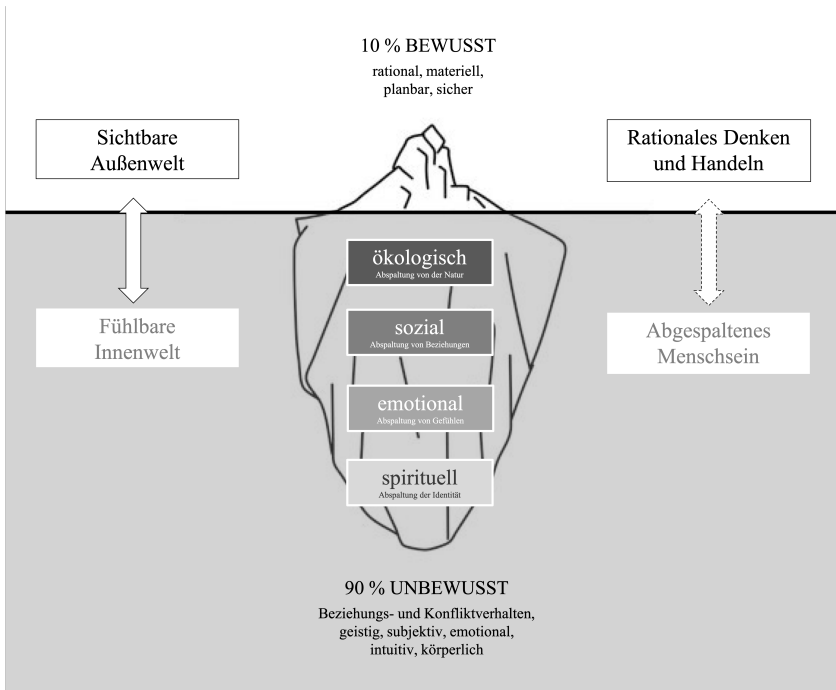 10 % BEWUSST
rational, materiell,
planbar, sicher
Sichtbare
Außenwelt
Rationales Denken
und Handeln
ökologisch
Abspaltung von der Natur
Fühlbare
Innenwelt
sozial
Abspaltung von Beziehungen
Abgespaltenes
Menschsein
emotional
Abspaltung von Gefühlen
spirituell
Abspaltung der Identität
90 % UNBEWUSST
Beziehungs- und Konfliktverhalten,
geistig, subjektiv, emotional,
intuitiv, körperlich